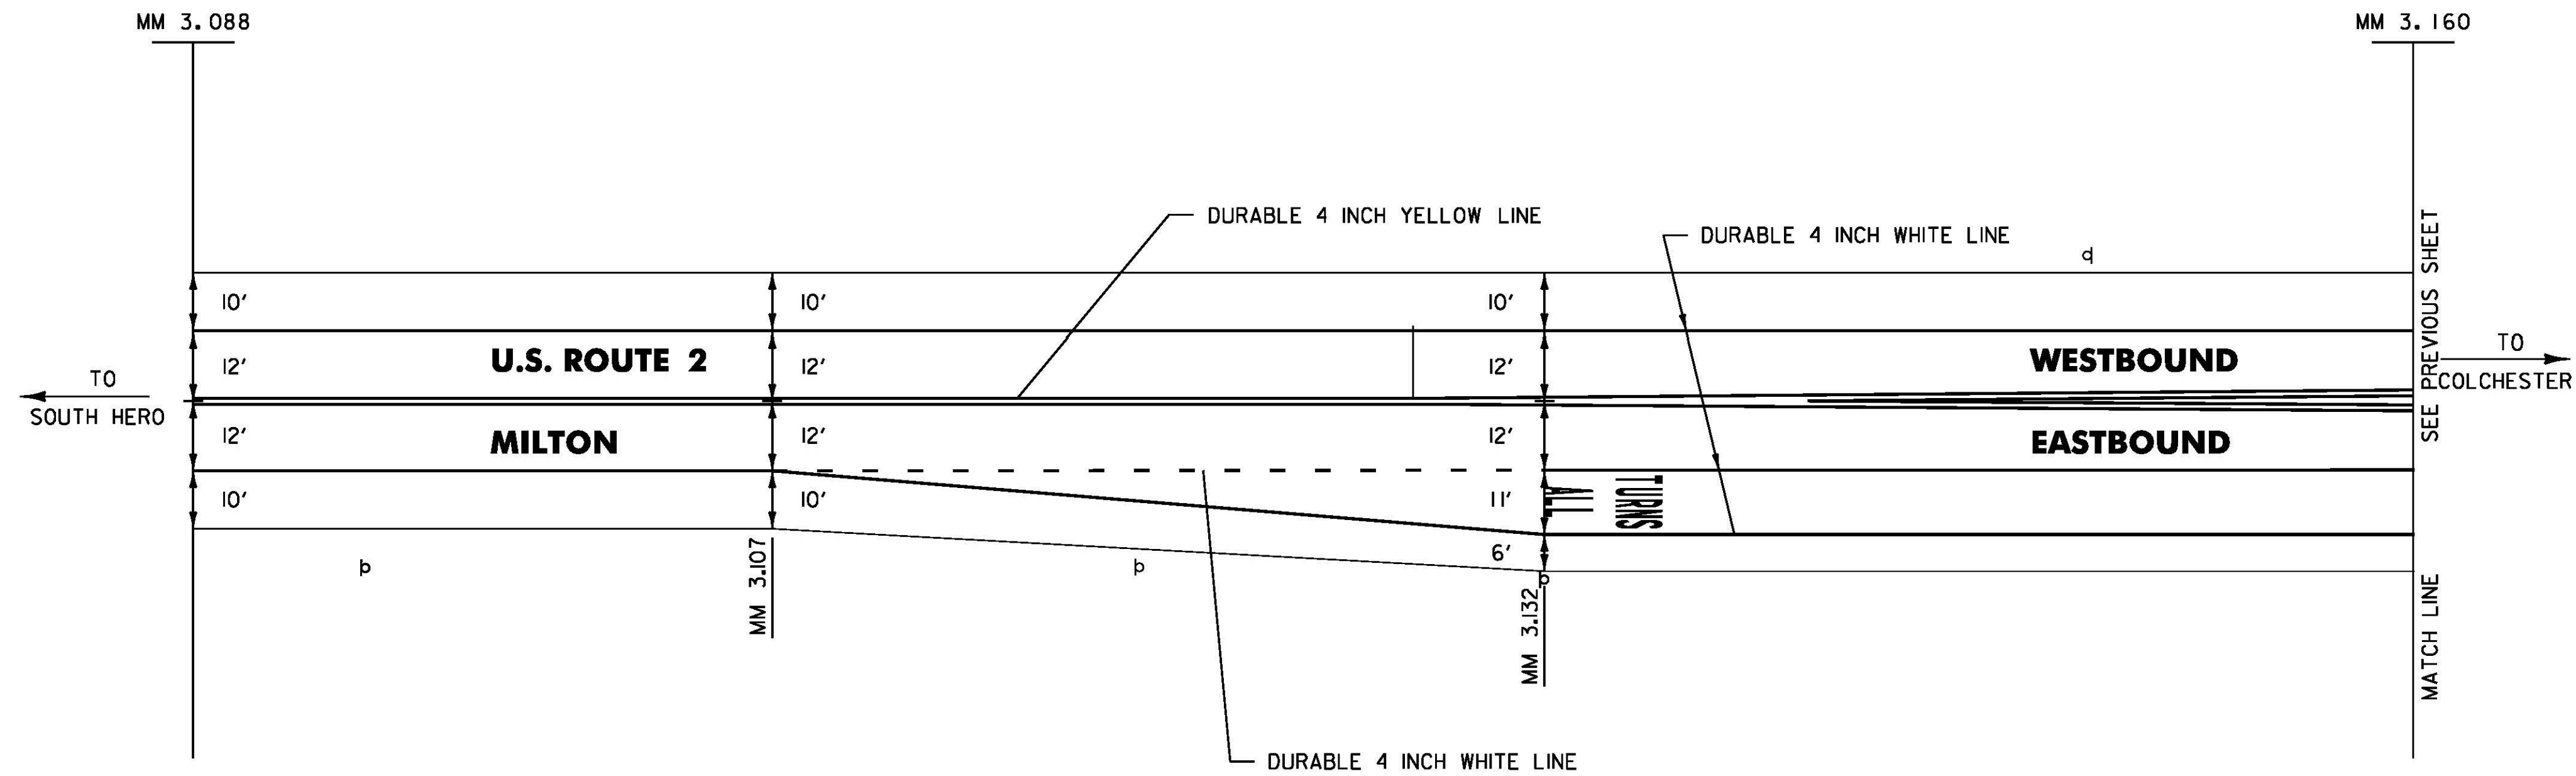 MM 3.088
MM 3.160
DURABLE 4 INCH YELLOW LINE
DURABLE 4 INCH WHITE LINE
10'
10'
10'
12'
U.S. ROUTE 2
12'
12'
WESTBOUND
TO
SOUTH HERO
TO
COLCHESTER
12'
MILTON
12'
12'
EASTBOUND
10'
10'
11'
ALL
TURNS
6'
MM 3.107
MM 3.132
SEE PREVIOUS SHEET
MATCH LINE
DURABLE 4 INCH WHITE LINE